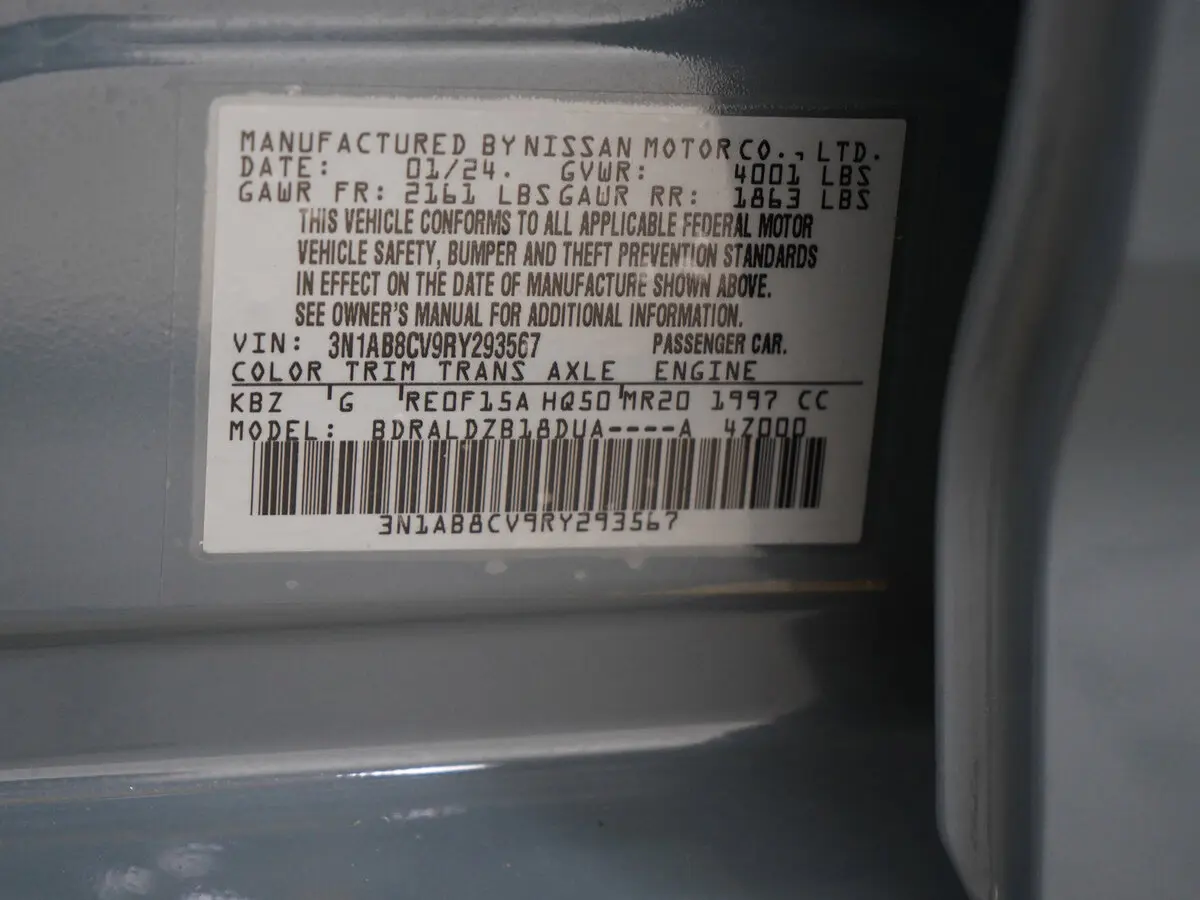 MANUFACTURED BY NISSAN MOTOR CO., LTD.
DATE: 01/24. GVWR: 4001 LBS
GAWR FR: 2161 LBS GAWR RR: 1863 LBS
THIS VEHICLE CONFORMS TO ALL APPLICABLE FEDERAL MOTOR
VEHICLE SAFETY, BUMPER AND THEFT PREVENTION STANDARDS
IN EFFECT ON THE DATE OF MANUFACTURE SHOWN ABOVE.
SEE OWNER'S MANUAL FOR ADDITIONAL INFORMATION.
VIN: 3N1AB8CV9RY293567 PASSENGER CAR.
COLOR TRIM TRANS AXLE ENGINE
KBZ G RE0F15A HQ50 MR20 1997 CC
MODEL: BDRALDZB18DUA----A 4Z000
3N1AB8CV9RY293567